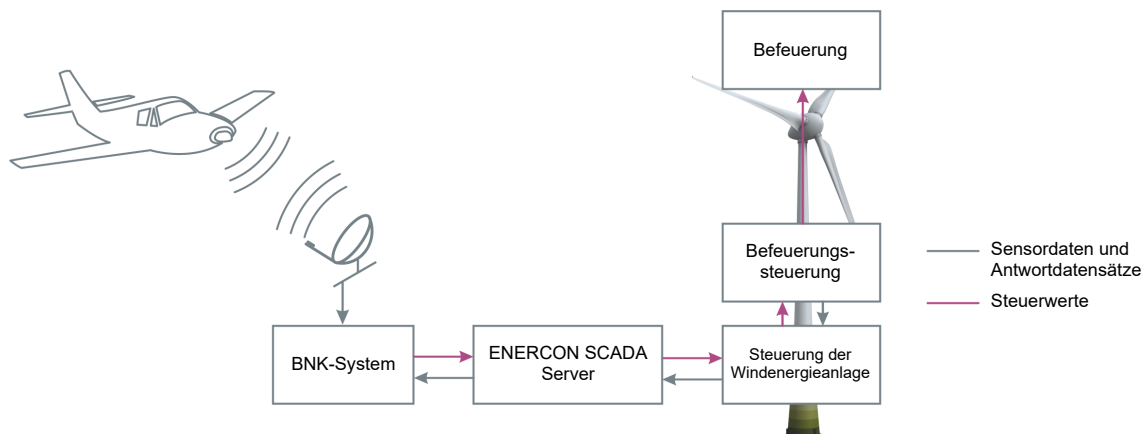 Befeuerung
Befeuerungs-
steuerung
Sensordaten und
Antwortdatensätze
Steuerwerte
BNK-System
ENERCON SCADA
Server
Steuerung der
Windenergieanlage